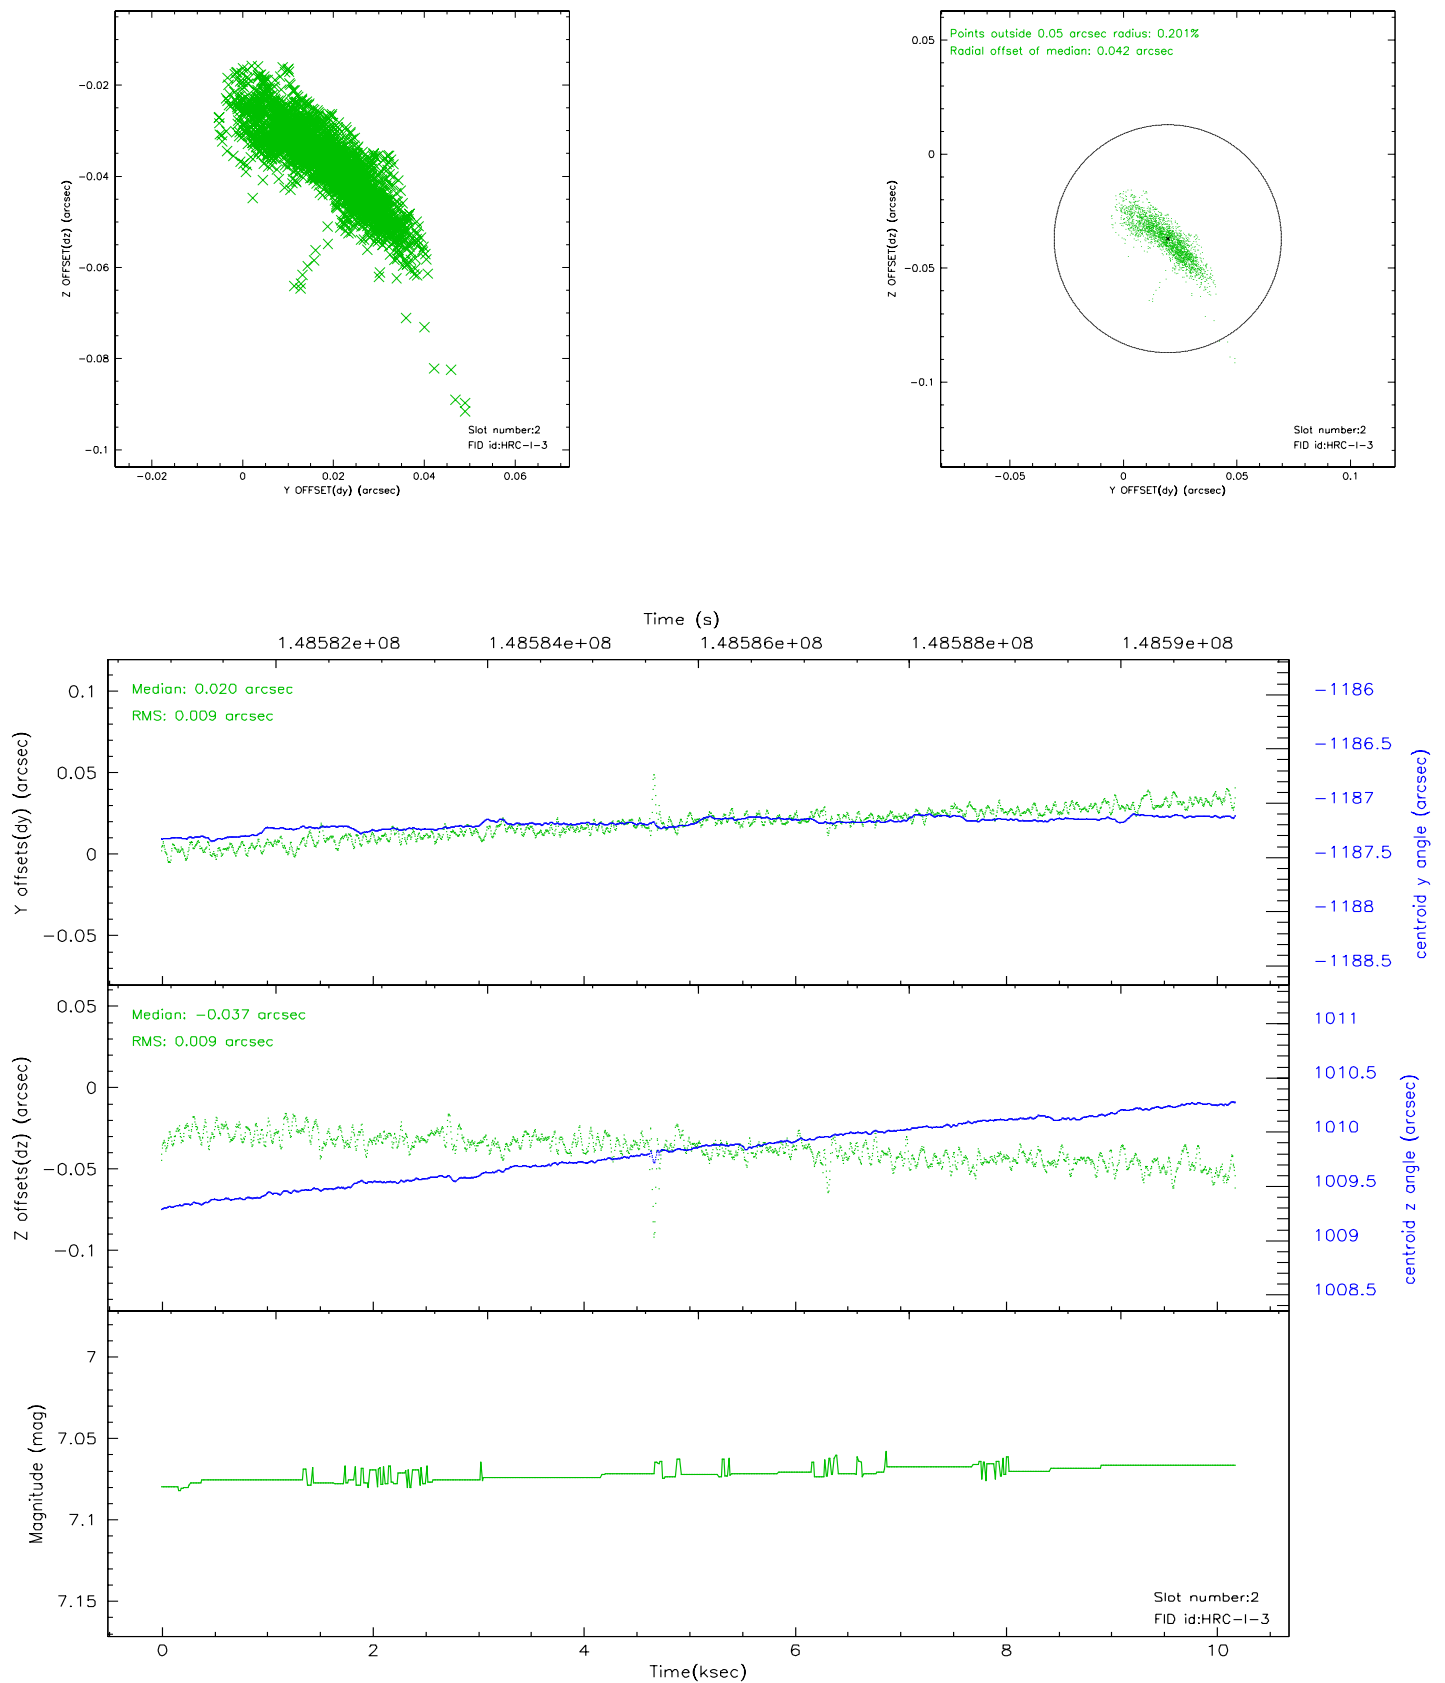 -0.02
-0.04
-0.06
-0.08
-0.1
Z OFFSET(dz) (arcsec)
Slot number:2
FID id:HRC-I-3
-0.02 0 0.02 0.04 0.06
Y OFFSET(dy) (arcsec)
Points outside 0.05 arcsec radius: 0.201%
Radial offset of median: 0.042 arcsec
0.05
0
-0.05
-0.1
Z OFFSET(dz) (arcsec)
Slot number:2
FID id:HRC-I-3
-0.05 0 0.05 0.1
Y OFFSET(dy) (arcsec)
Time (s)
1.48582e+08 1.48584e+08 1.48586e+08 1.48588e+08 1.4859e+08
Median: 0.020 arcsec
RMS: 0.009 arcsec
0.1
0.05
0
-0.05
Y offsets(dy) (arcsec)
-1186
-1186.5
-1187
-1187.5
-1188
-1188.5
centroid y angle (arcsec)
Median: -0.037 arcsec
RMS: 0.009 arcsec
0.05
0
-0.05
-0.1
Z offsets(dz) (arcsec)
1011
1010.5
1010
1009.5
1009
1008.5
centroid z angle (arcsec)
7
7.05
7.1
7.15
Magnitude (mag)
Slot number:2
FID id:HRC-I-3
0 2 4 6 8 10
Time(ksec)